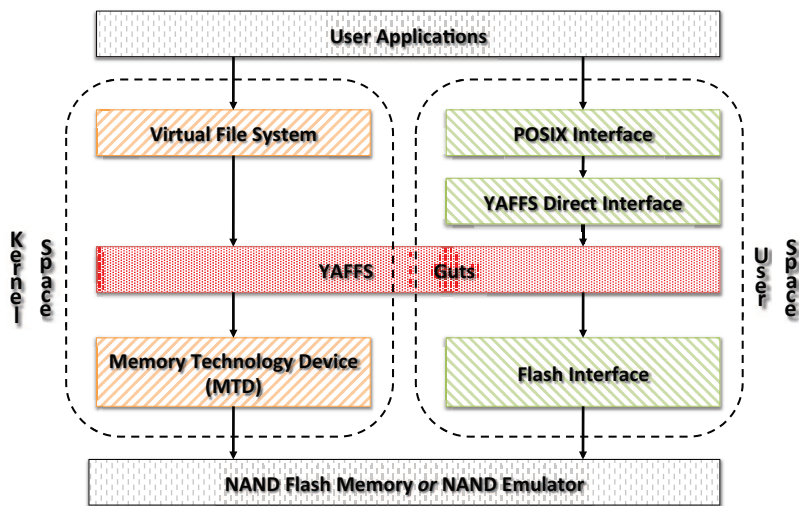 User Applications
Virtual File System
POSIX Interface
YAFFS Direct Interface
Kernel
Space
YAFFS Guts
User
Space
Memory Technology Device
(MTD)
Flash Interface
NAND Flash Memory or NAND Emulator